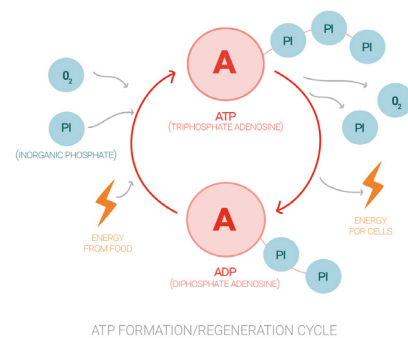 A
PI
PI
PI
O₂
O₂
PI
PI
(INORGANIC PHOSPHATE)
ATP
(TRIPHOSPHATE ADENOSINE)
A
ENERGY
FROM FOOD
ENERGY
FOR CELLS
PI
PI
ADP
(DIPHOSPHATE ADENOSINE)
ATP FORMATION/REGENERATION CYCLE